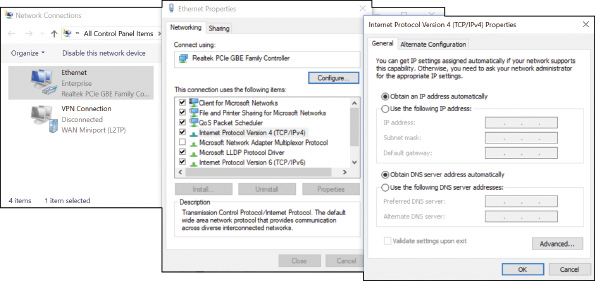 Network Connections
All Control Panel Items
Organize
Disable this network device
Ethernet
Enterprise
Realtek PCIe GBE Family Co...
VPN Connection
Disconnected
WAN Miniport (L2TP)
4 items 1 item selected
Ethernet Properties
Networking Sharing
Connect using:
Realtek PCIe GBE Family Controller
Configure...
This connection uses the following items:
Client for Microsoft Networks
File and Printer Sharing for Microsoft Networks
QoS Packet Scheduler
Internet Protocol Version 4 (TCP/IPv4)
Microsoft Network Adapter Multiplexor Protocol
Microsoft LLDP Protocol Driver
Internet Protocol Version 6 (TCP/IPv6)
Install... Uninstall Properties
Description
Transmission Control Protocol/Internet Protocol. The default
wide area network protocol that provides communication
across diverse interconnected networks.
Close Cancel
Internet Protocol Version 4 (TCP/IPv4) Properties
General Alternate Configuration
You can get IP settings assigned automatically if your network supports
this capability. Otherwise, you need to ask your network administrator
for the appropriate IP settings.
Obtain an IP address automatically
Use the following IP address:
IP address:
Subnet mask:
Default gateway:
Obtain DNS server address automatically
Use the following DNS server addresses:
Preferred DNS server:
Alternate DNS server:
Validate settings upon exit
Advanced...
OK Cancel